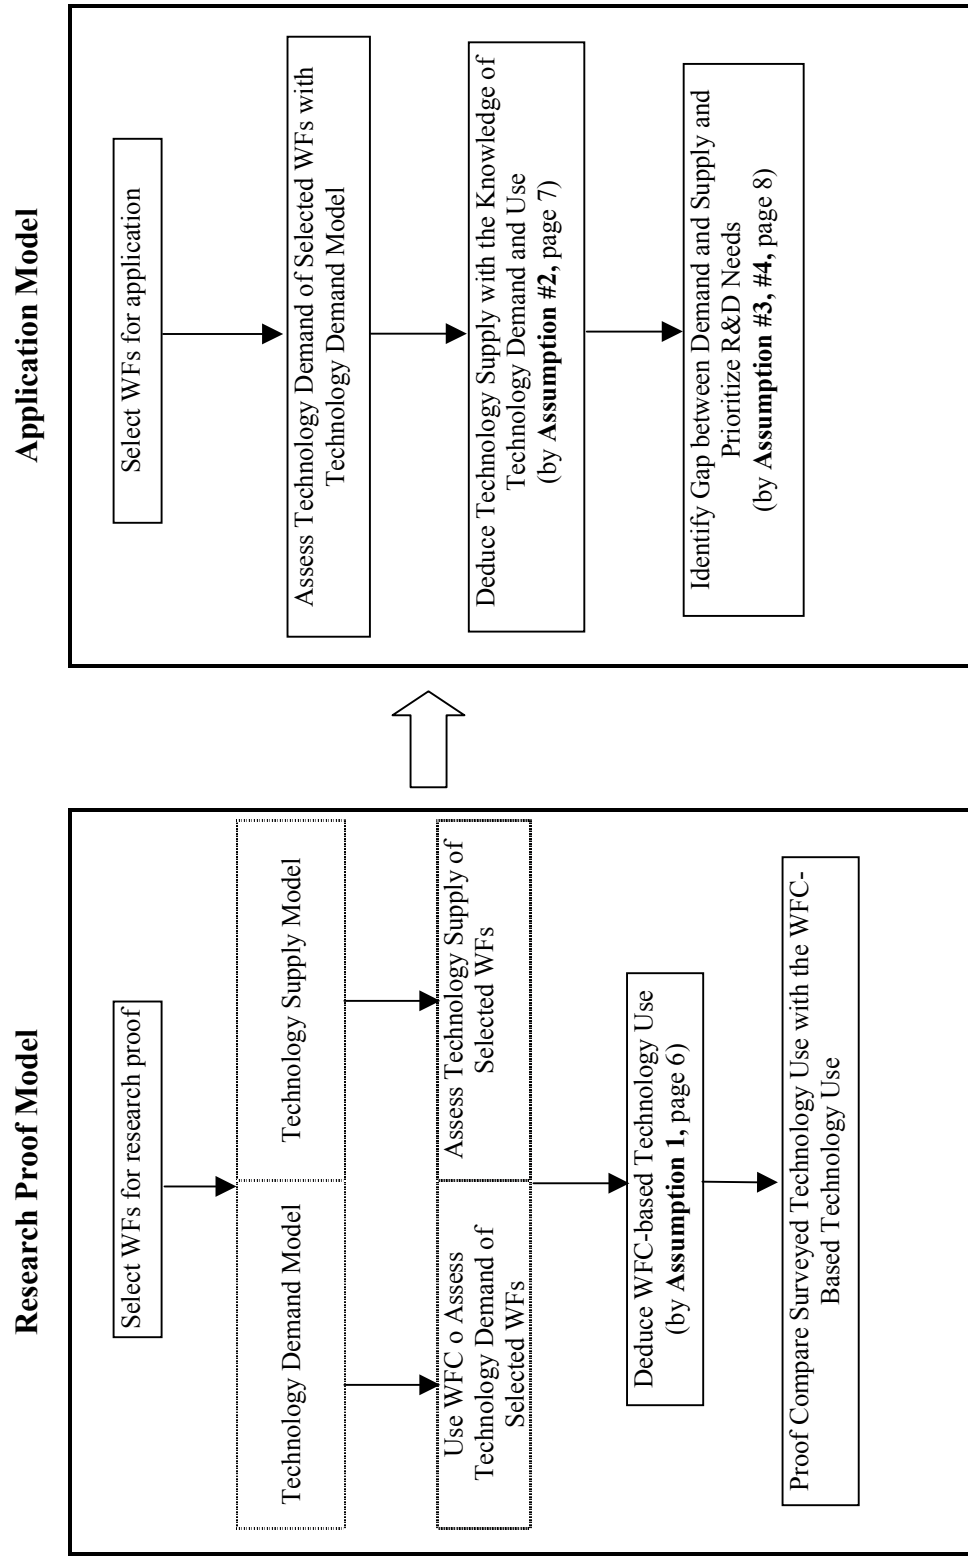 Research Proof Model
Select WFs for research proof
Technology Demand Model
Technology Supply Model
Use WFC o Assess
Technology Demand of
Selected WFs
Assess Technology Supply of
Selected WFs
Deduce WFC-based Technology Use
(by Assumption 1, page 6)
Proof Compare Surveyed Technology Use with the WFC-
Based Technology Use
Application Model
Select WFs for application
Assess Technology Demand of Selected WFs with
Technology Demand Model
Deduce Technology Supply with the Knowledge of
Technology Demand and Use
(by Assumption #2, page 7)
Identify Gap between Demand and Supply and
Prioritize R&D Needs
(by Assumption #3, #4, page 8)